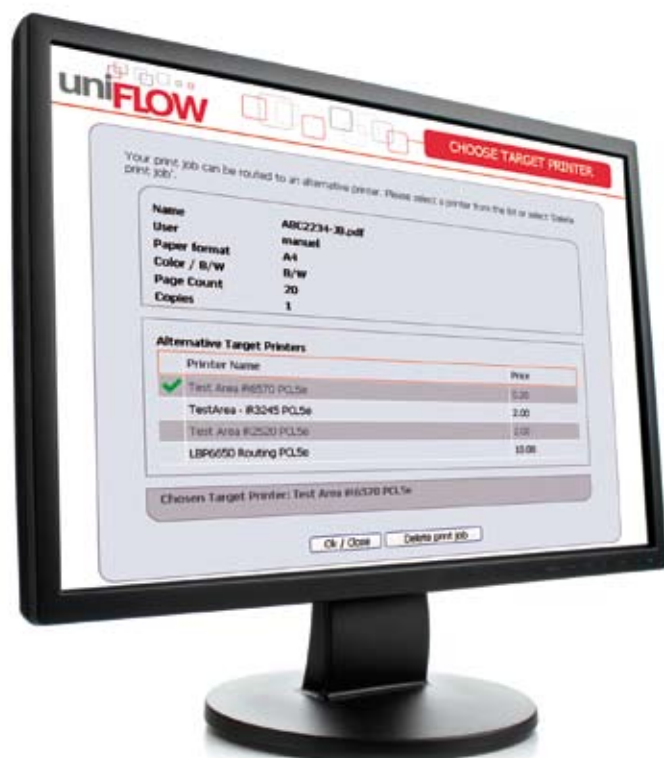 uniFLOW
CHOOSE TARGET PRINTER
Your print job can be routed to an alternative printer. Please select a printer from the list or select 'Delete
print job'.
Name ABC2234-JB.pdf
User manuel
Paper format A4
Color / B/W B/W
Page Count 20
Copies 1
Alternative Target Printers
Printer Name Price
Test Area iR6570 PCL5e 0.20
TestArea - iR3245 PCL5e 2.00
Test Area iR2520 PCL5e 2.00
LBP6650 Routing PCL5e 10.00
Chosen Target Printer: Test Area iR6570 PCL5e
Ok / Close Delete print job